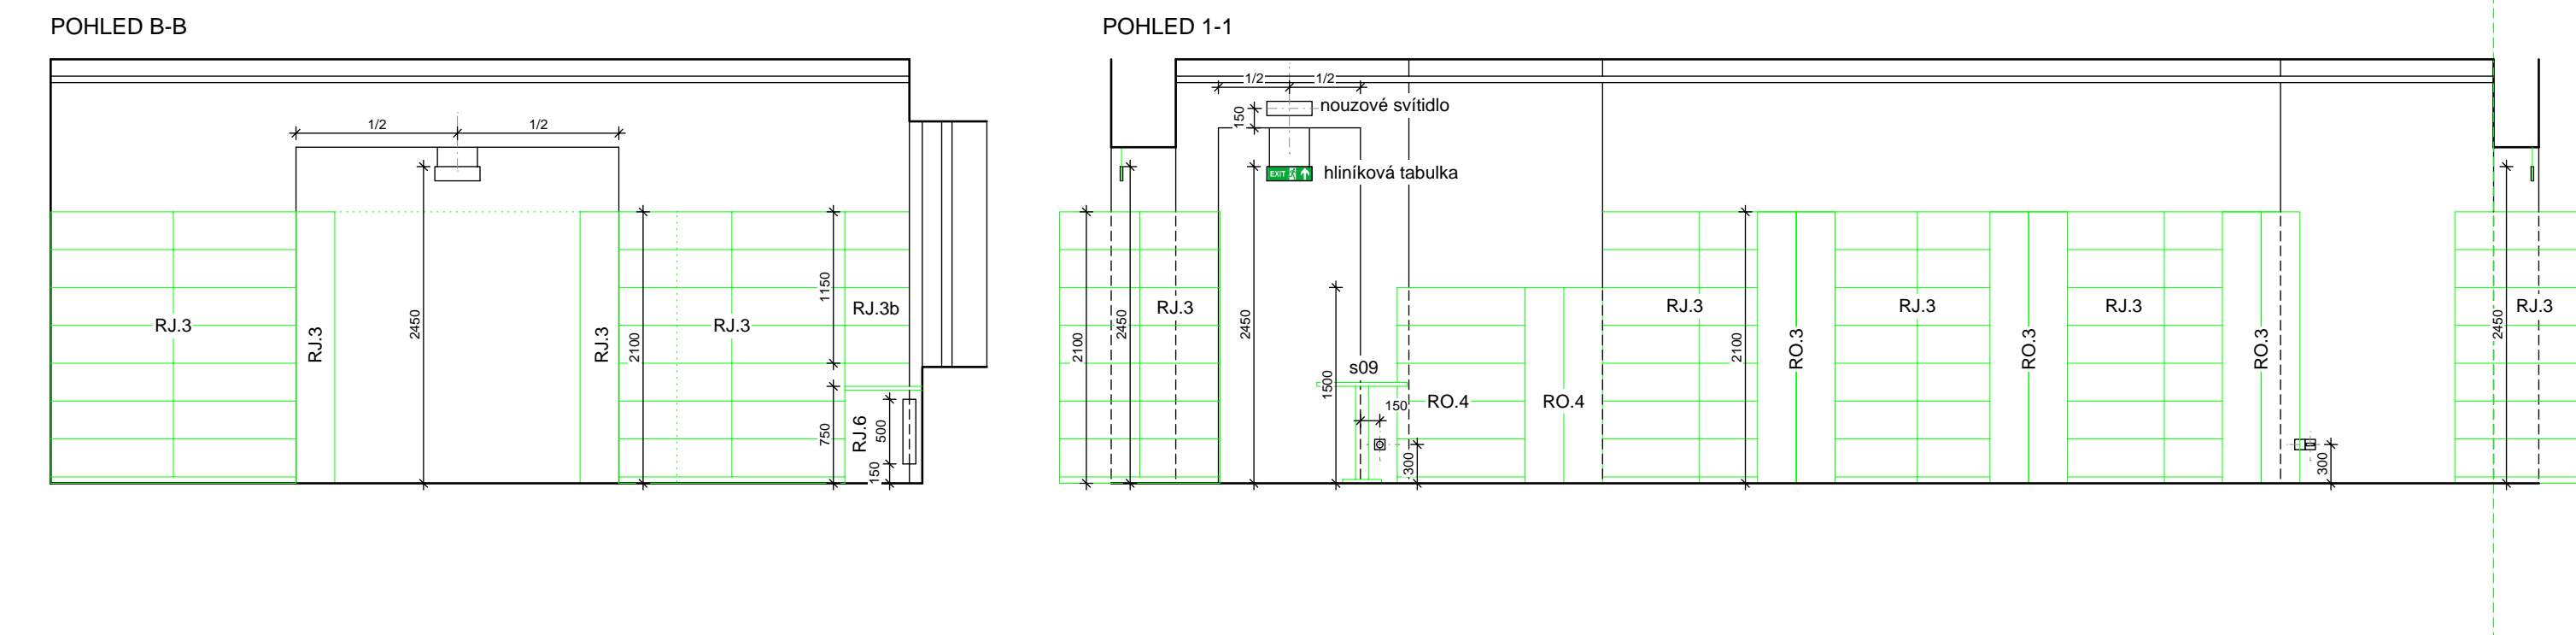 POHLED B-B
1/2
1/2
2450
2100
1150
750
500
150
RJ.3
RJ.3
RJ.3
RJ.3
RJ.3b
RJ.6
POHLED 1-1
1/2
1/2
150
nouzové svítidlo
EXIT
hliníková tabulka
2100
2450
RJ.3
2450
1500
s09
150
300
RO.4
RO.4
RJ.3
2100
RO.3
RJ.3
RO.3
RJ.3
RO.3
300
2450
RJ.3